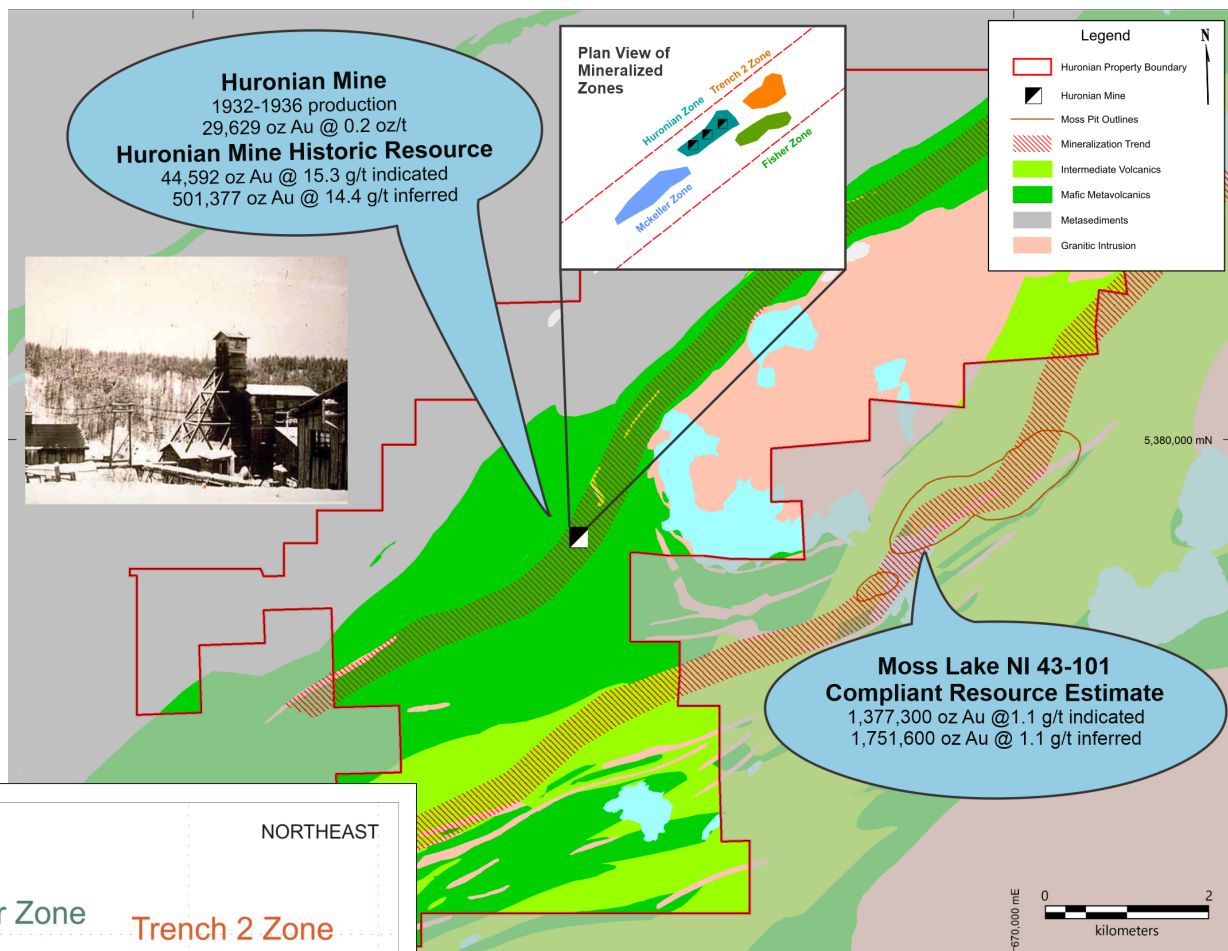 Huronian Mine
1932-1936 production
29,629 oz Au @ 0.2 oz/t
Huronian Mine Historic Resource
44,592 oz Au @ 15.3 g/t indicated
501,377 oz Au @ 14.4 g/t inferred
Plan View of
Mineralized
Zones
Trench 2 Zone
Huronian Zone
Fisher Zone
Mckeller Zone
Legend
N
Huronian Property Boundary
Huronian Mine
Moss Pit Outlines
Mineralization Trend
Intermediate Volcanics
Mafic Metavolcanics
Metasediments
Granitic Intrusion
5,380,000 mN
Moss Lake NI 43-101
Compliant Resource Estimate
1,377,300 oz Au @1.1 g/t indicated
1,751,600 oz Au @ 1.1 g/t inferred
NORTHEAST
r Zone
Trench 2 Zone
670,000 mE
0 2
kilometers